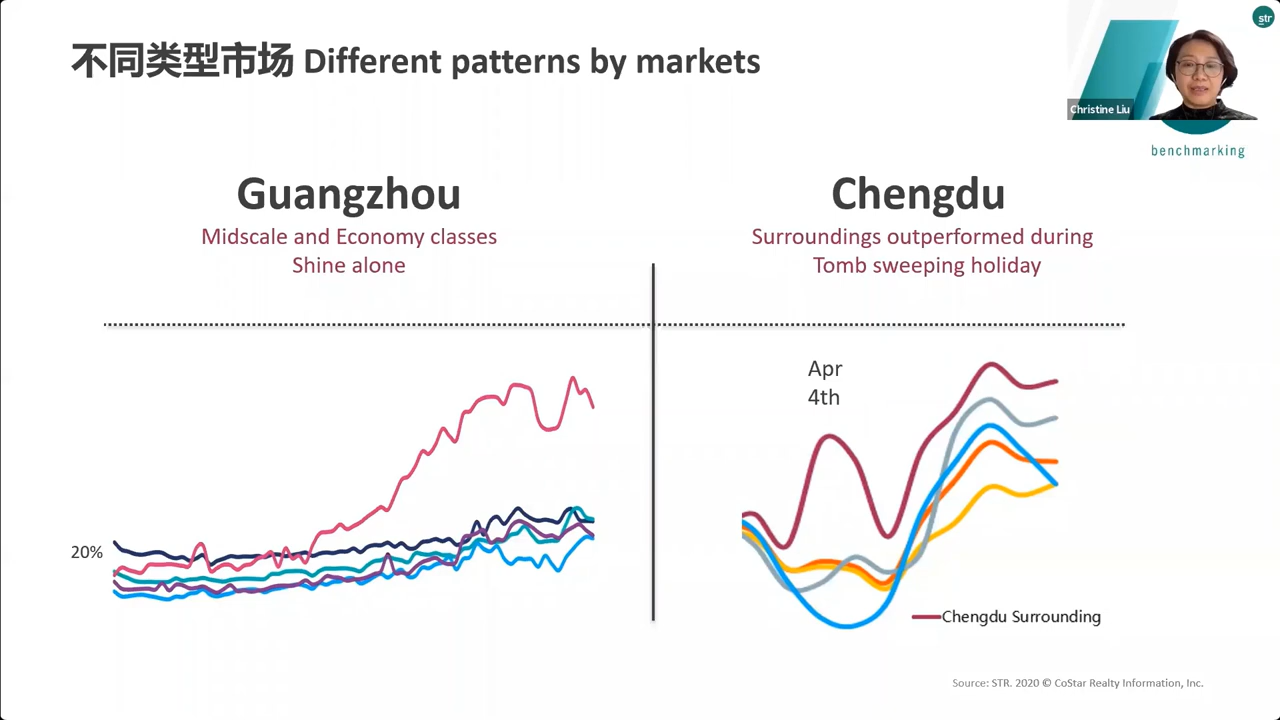 不同类型市场 Different patterns by markets
str
Christine Liu
benchmarking
Guangzhou
Midscale and Economy classes
Shine alone
Chengdu
Surroundings outperformed during
Tomb sweeping holiday
20%
Apr
4th
Chengdu Surrounding
Source: STR. 2020 © CoStar Realty Information, Inc.